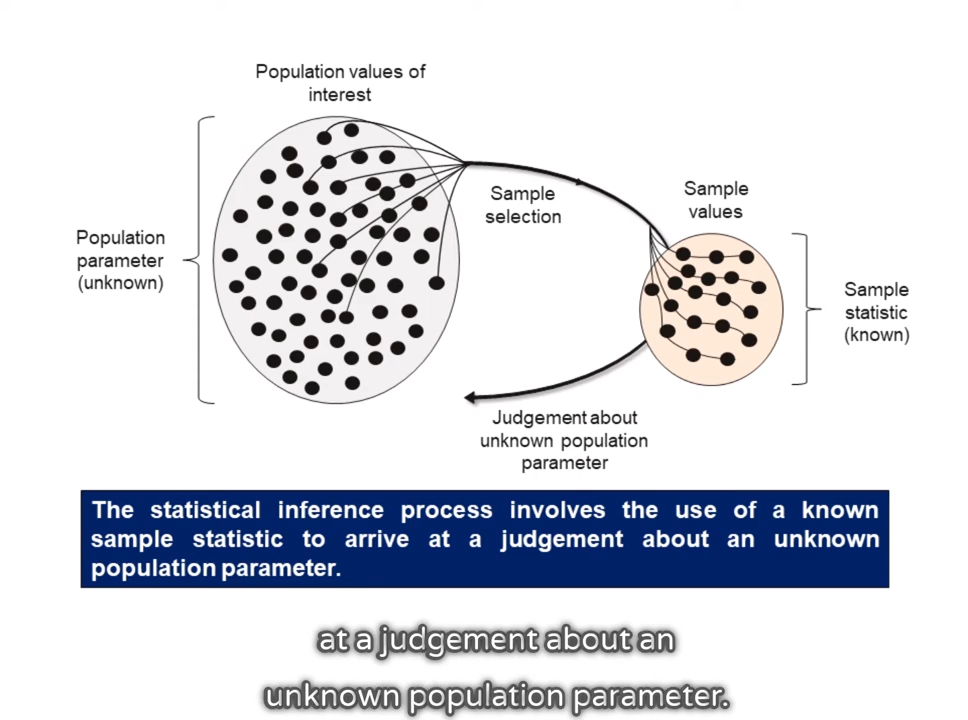 Population values of
interest
Sample
selection
Sample
values
Population
parameter
(unknown)
Sample
statistic
(known)
Judgement about
unknown population
parameter
The statistical inference process involves the use of a known
sample statistic to arrive at a judgement about an unknown
population parameter.
at a judgement about an
unknown population parameter.